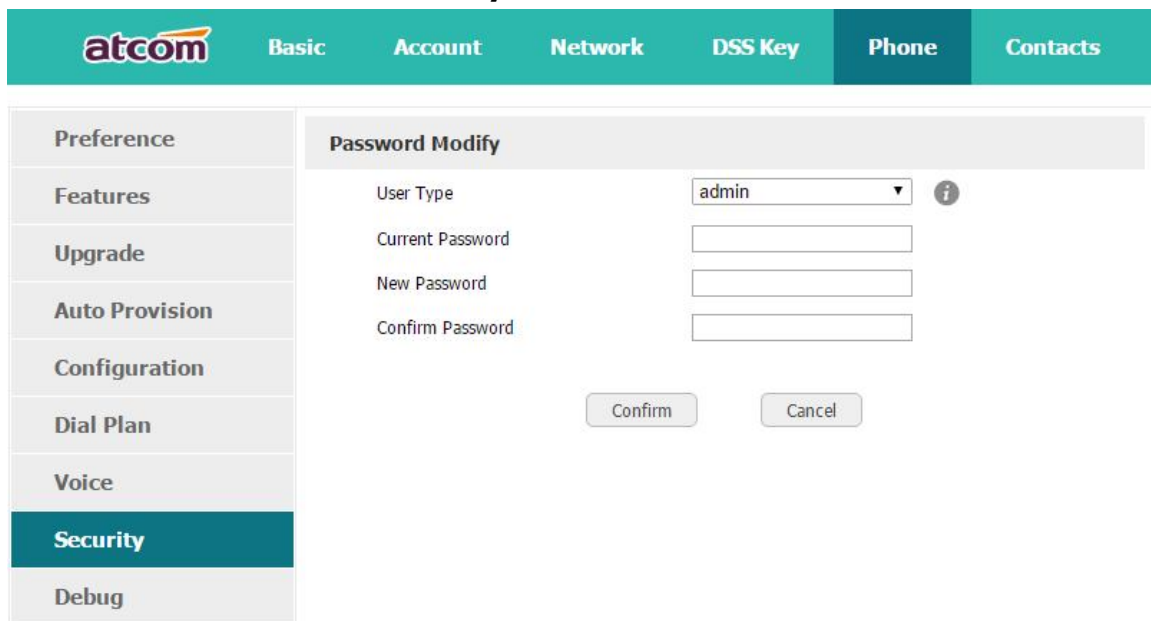 atcom Basic Account Network DSS Key Phone Contacts
Preference
Features
Upgrade
Auto Provision
Configuration
Dial Plan
Voice
Security
Debug
Password Modify
User Type admin
Current Password
New Password
Confirm Password
Confirm Cancel